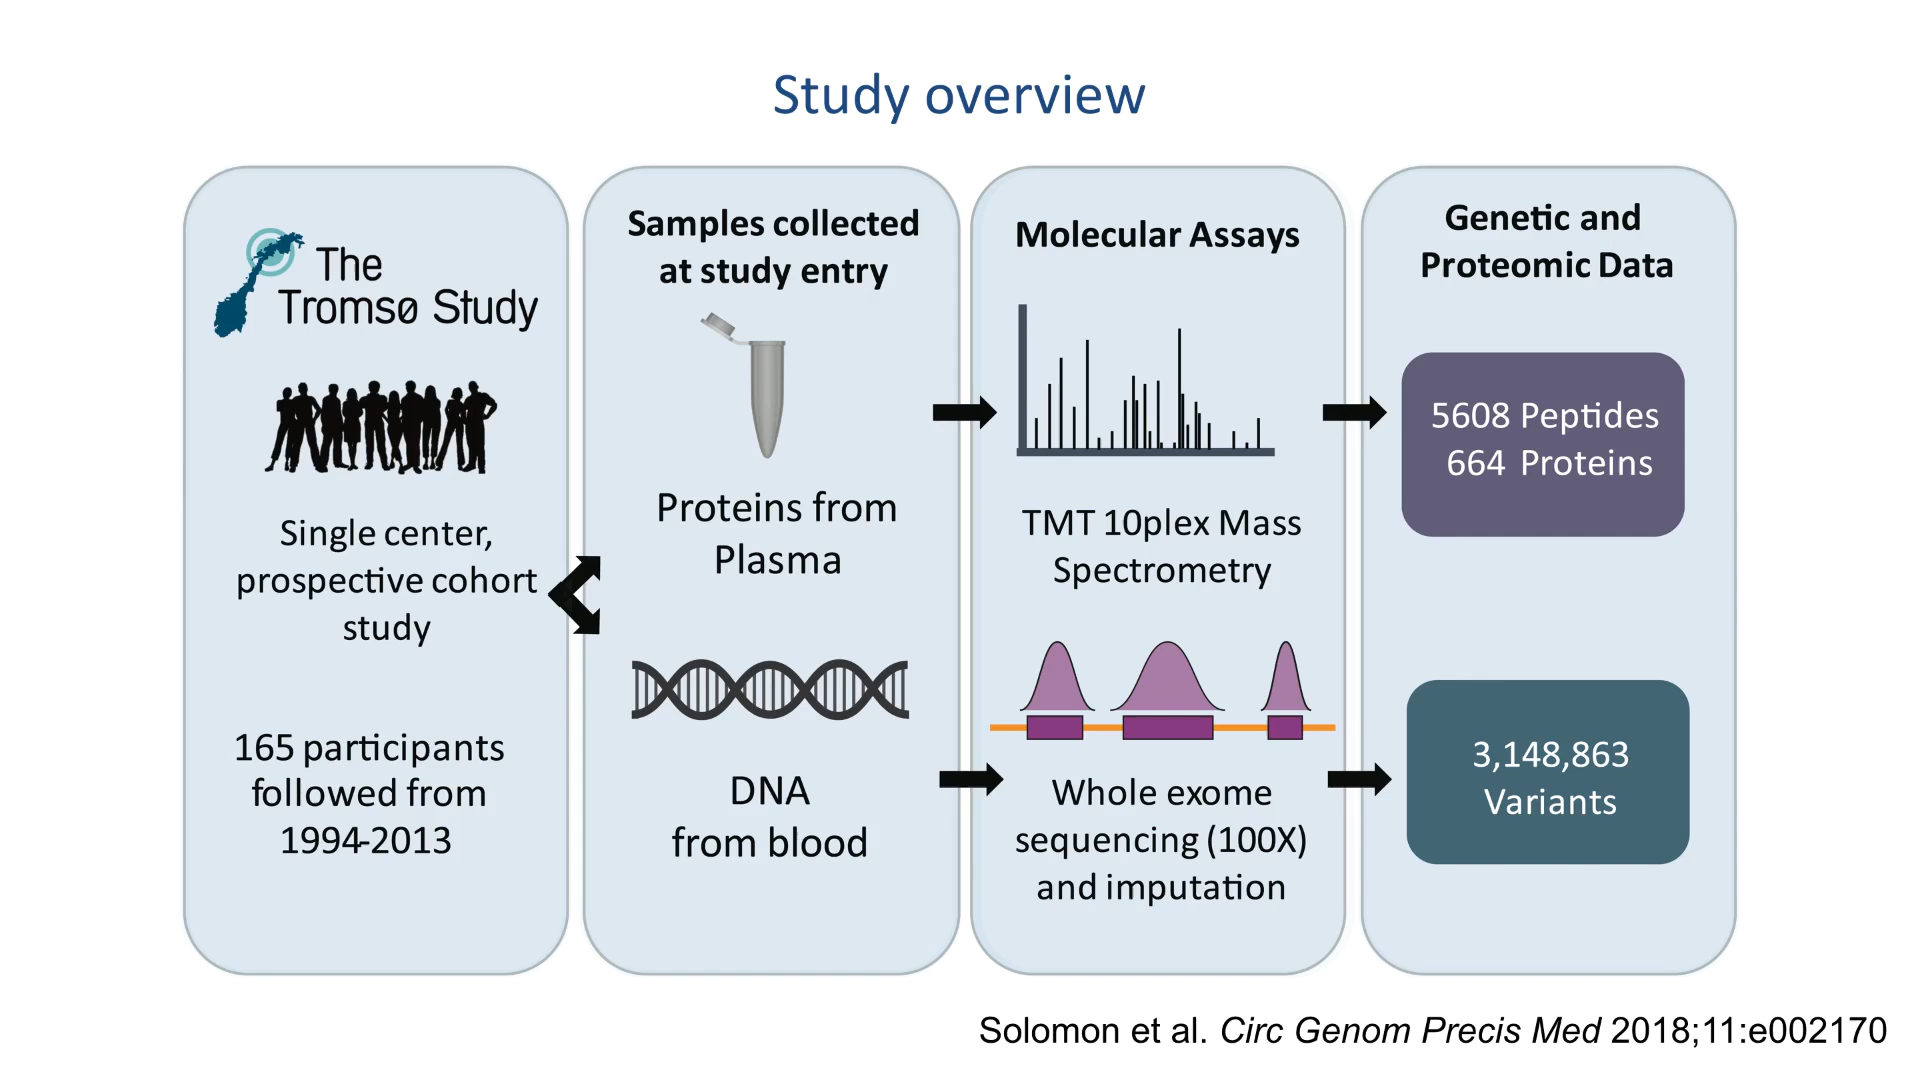 Study overview
The
Tromsø Study
Single center,
prospective cohort
study
165 participants
followed from
1994-2013
Samples collected
at study entry
Proteins from
Plasma
DNA
from blood
Molecular Assays
TMT 10plex Mass
Spectrometry
Whole exome
sequencing (100X)
and imputation
Genetic and
Proteomic Data
5608 Peptides
664 Proteins
3,148,863
Variants
Solomon et al. Circ Genom Precis Med 2018;11:e002170